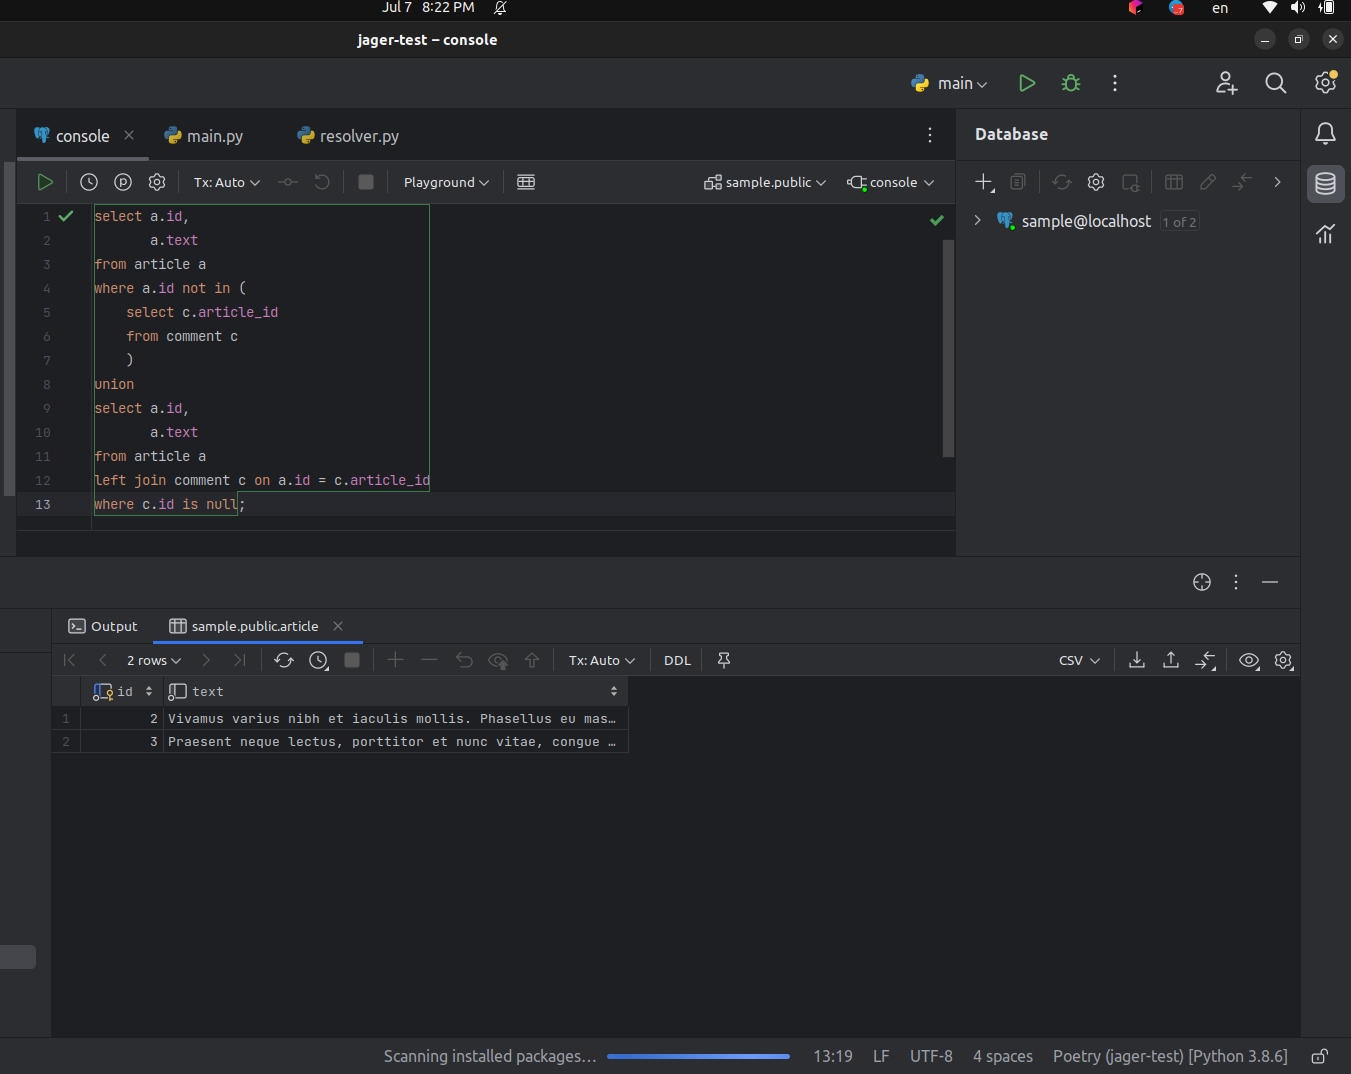 Jul 7 8:22 PM
en
jager-test – console
main
console
main.py
resolver.py
Database
Tx: Auto
Playground
sample.public
console
sample@localhost 1 of 2
1 select a.id,
2 a.text
3 from article a
4 where a.id not in (
5 select c.article_id
6 from comment c
7 )
8 union
9 select a.id,
10 a.text
11 from article a
12 left join comment c on a.id = c.article_id
13 where c.id is null;
Output
sample.public.article
2 rows
Tx: Auto
DDL
CSV
id text
1 2 Vivamus varius nibh et iaculis mollis. Phasellus eu mas…
2 3 Praesent neque lectus, porttitor et nunc vitae, congue …
Scanning installed packages… 13:19 LF UTF-8 4 spaces Poetry (jager-test) [Python 3.8.6]